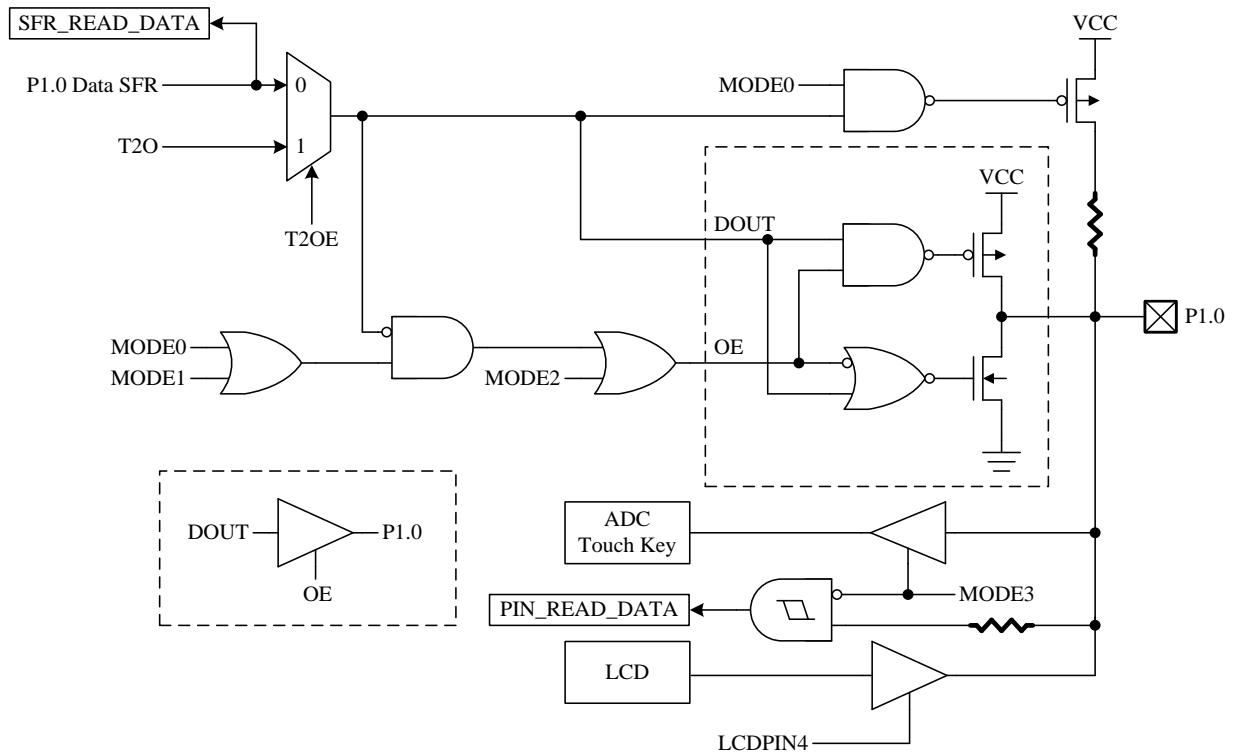 SFR_READ_DATA
VCC
P1.0 Data SFR
0
MODE0
T2O
1
VCC
T2OE
DOUT
P1.0
MODE0
MODE1
MODE2
OE
DOUT
P1.0
OE
ADC
Touch Key
PIN_READ_DATA
MODE3
LCD
LCDPIN4